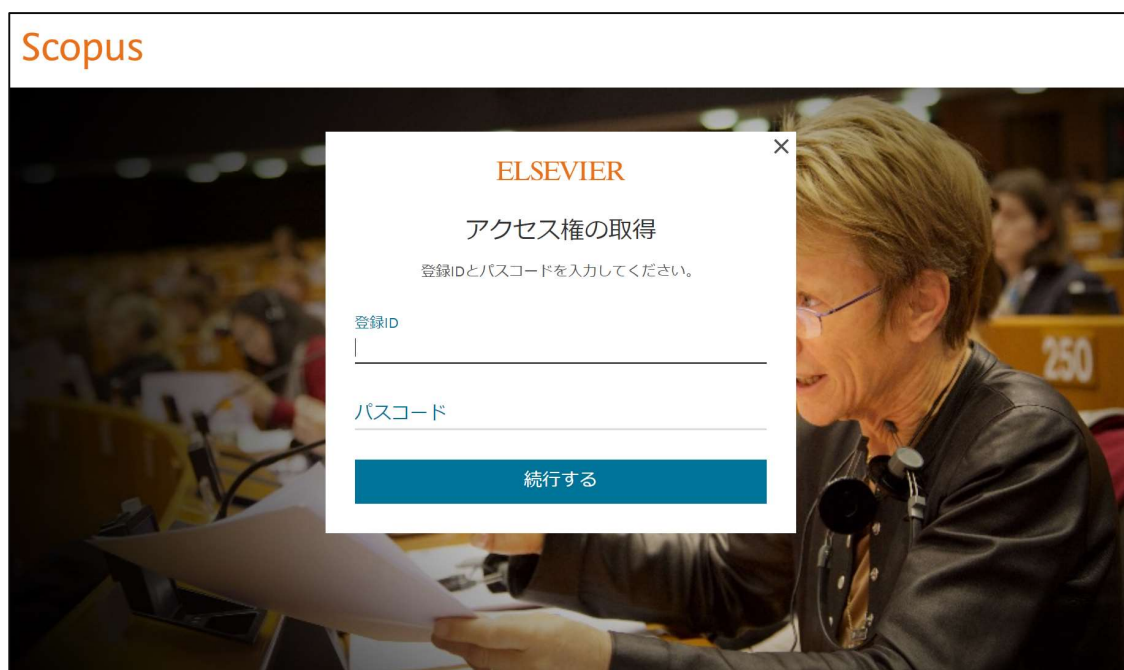 Scopus
ELSEVIER
アクセス権の取得
登録IDとパスコードを入力してください。
登録ID
パスコード
続行する
250